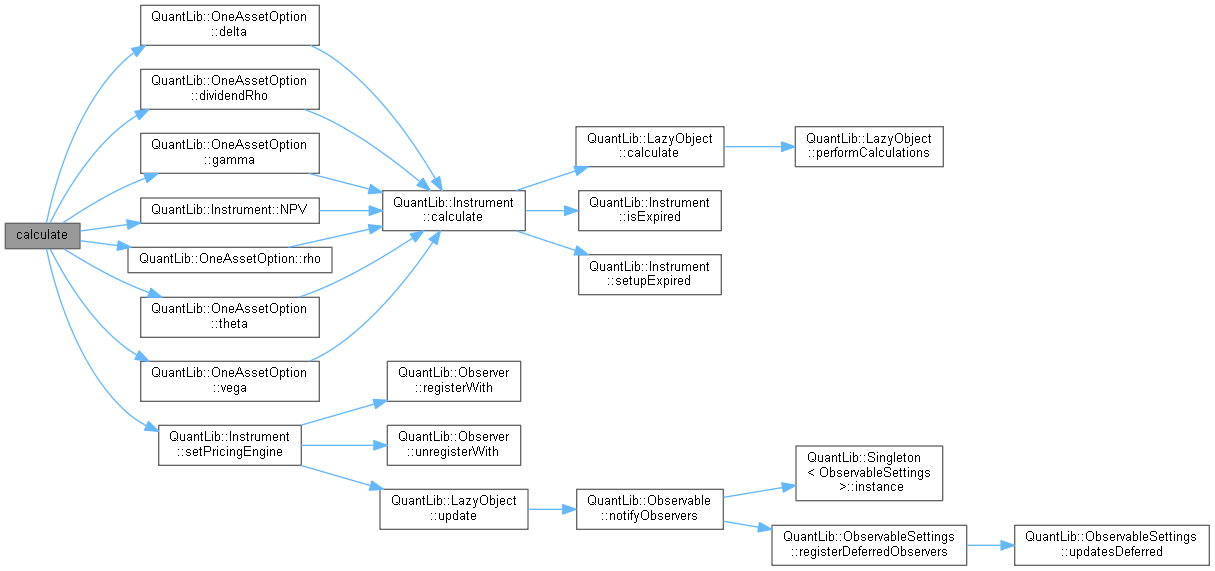 QuantLib::OneAssetOption
::delta
QuantLib::OneAssetOption
::dividendRho
QuantLib::OneAssetOption
::gamma
QuantLib::Instrument::NPV
calculate
QuantLib::OneAssetOption::rho
QuantLib::OneAssetOption
::theta
QuantLib::OneAssetOption
::vega
QuantLib::Instrument
::setPricingEngine
QuantLib::Instrument
::calculate
QuantLib::LazyObject
::calculate
QuantLib::LazyObject
::performCalculations
QuantLib::Instrument
::isExpired
QuantLib::Instrument
::setupExpired
QuantLib::Observer
::registerWith
QuantLib::Observer
::unregisterWith
QuantLib::LazyObject
::update
QuantLib::Observable
::notifyObservers
QuantLib::Singleton
< ObservableSettings
>::instance
QuantLib::ObservableSettings
::registerDeferredObservers
QuantLib::ObservableSettings
::updatesDeferred